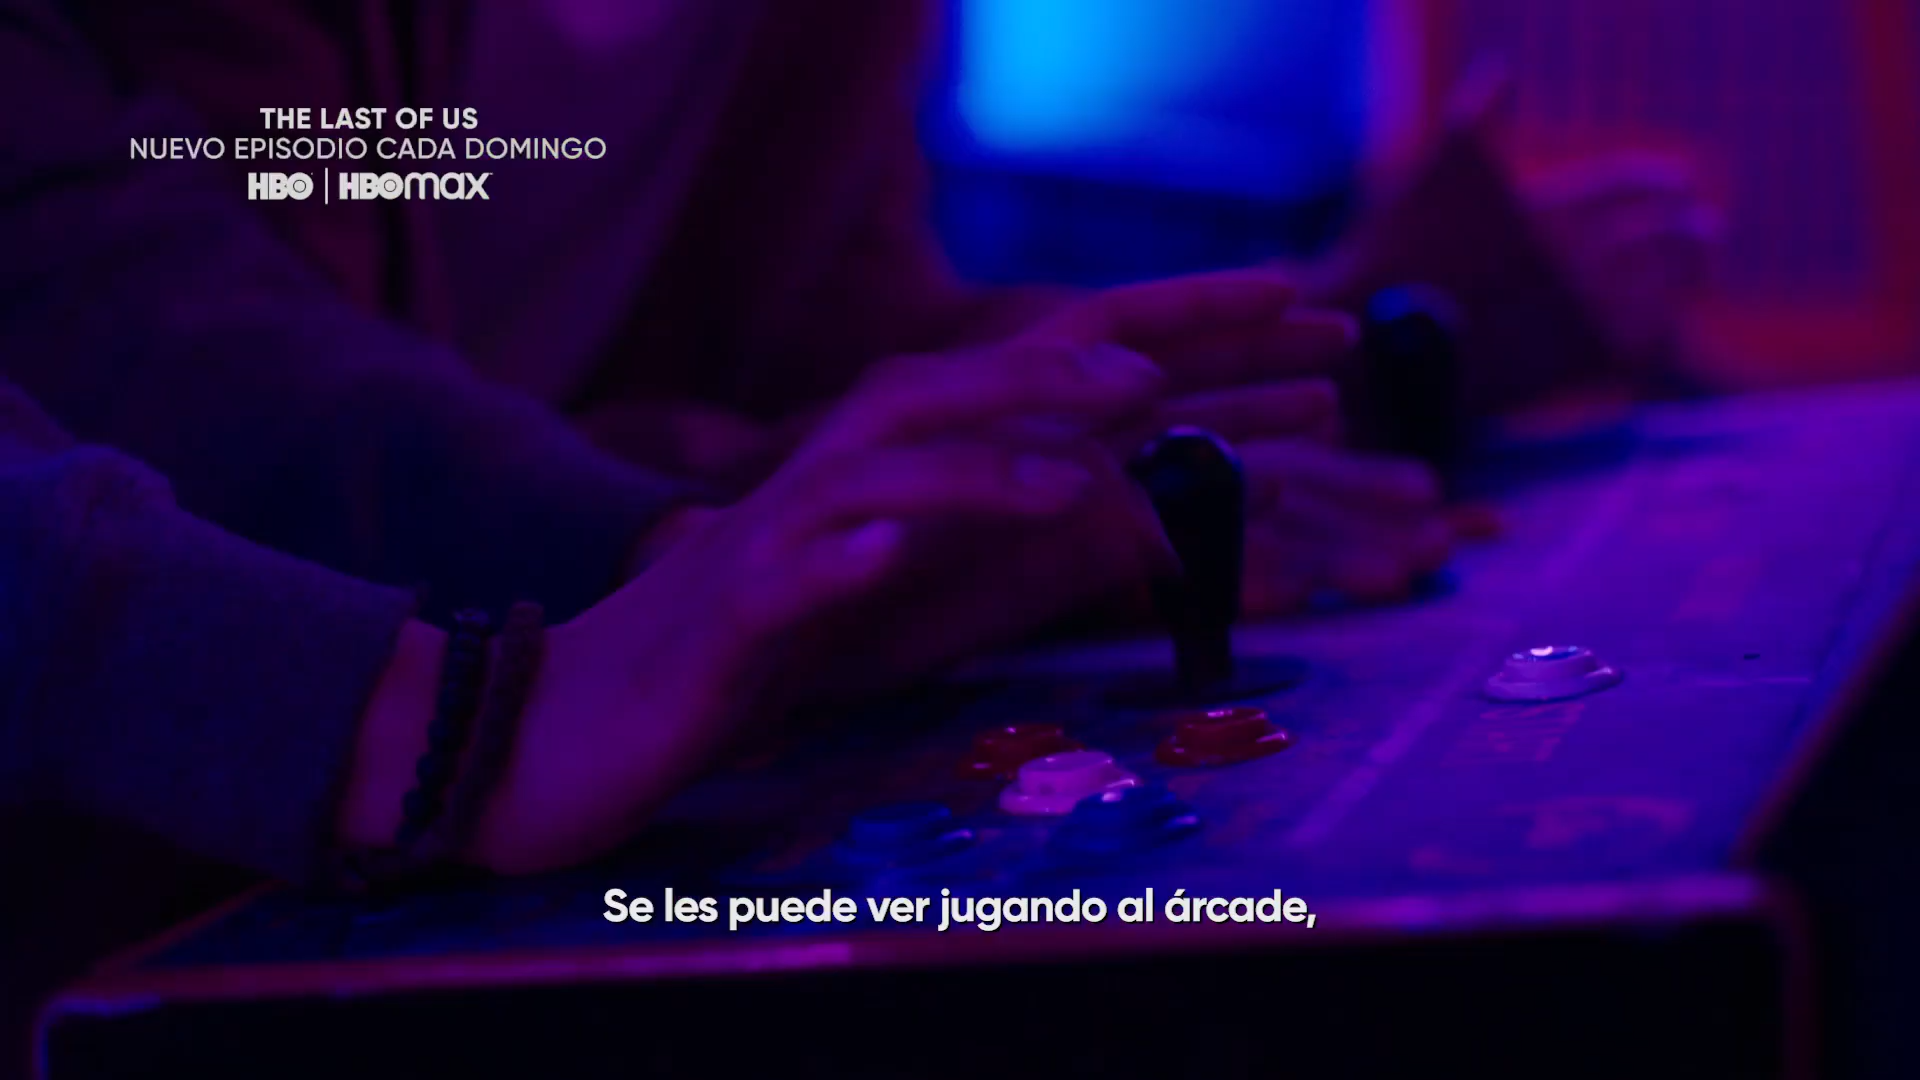 THE LAST OF US
NUEVO EPISODIO CADA DOMINGO
HBO | HBOmax
Se les puede ver jugando al árcade,